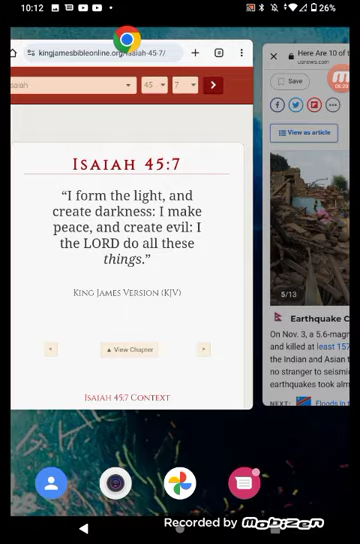 10:12
26%
kingjamesbibleonline.org/Isaiah-45-7/
45
7
ISAIAH 45:7
“I form the light, and
create darkness: I make
peace, and create evil: I
the LORD do all these
things.”
KING JAMES VERSION (KJV)
<
▲ View Chapter
>
ISAIAH 45:7 CONTEXT
Here Are 10 of t
usnews.com
Save
View as article
5/13
Earthquake C
On Nov. 3, a 5.6-magn
and killed at least 157
the Indian and Asian t
no stranger to seismi
earthquakes took alm
NEXT:
Floods in t
Recorded by
MOBIZEN